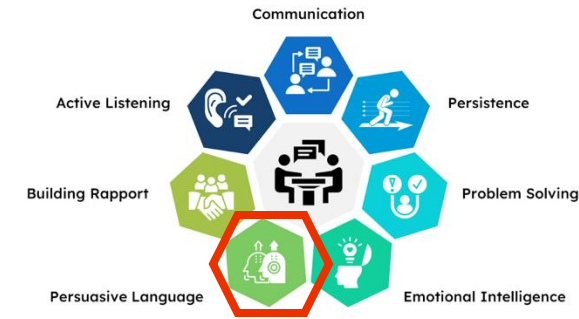 Communication
Active Listening
Persistence
Building Rapport
Problem Solving
Persuasive Language
Emotional Intelligence